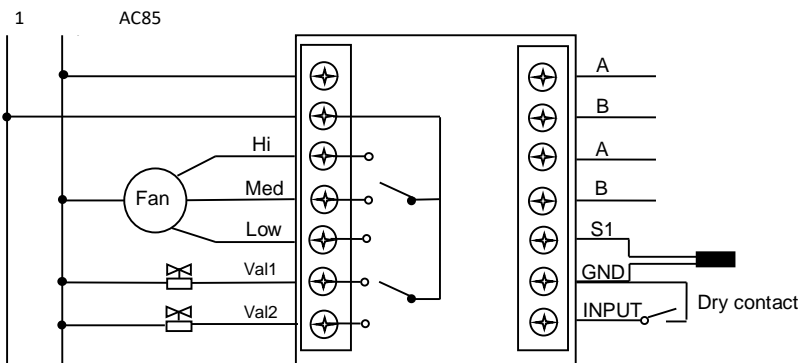 1 AC85
A
B
Hi
A
Fan
Med
B
Low
S1
Val1
GND
Val2
INPUT
Dry contact